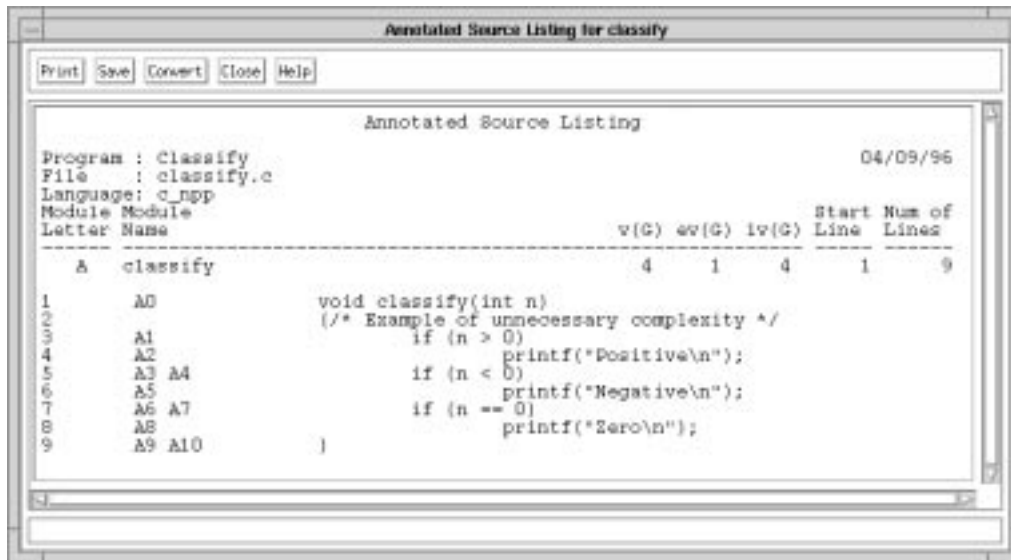 Annotated Source Listing for classify
Print Save Convert Close Help
Annotated Source Listing
Program : Classify 04/09/96
File : classify.c
Language: c_npp
Module Module Start Num of
Letter Name v(G) ev(G) iv(G) Line Lines
------ ------------------------------------------------ ---- ----- ----- ----- ------
A classify 4 1 4 1 9
1 A0 void classify(int n)
2 {/* Example of unnecessary complexity */
3 A1 if (n > 0)
4 A2 printf("Positive\n");
5 A3 A4 if (n < 0)
6 A5 printf("Negative\n");
7 A6 A7 if (n == 0)
8 A8 printf("Zero\n");
9 A9 A10 }